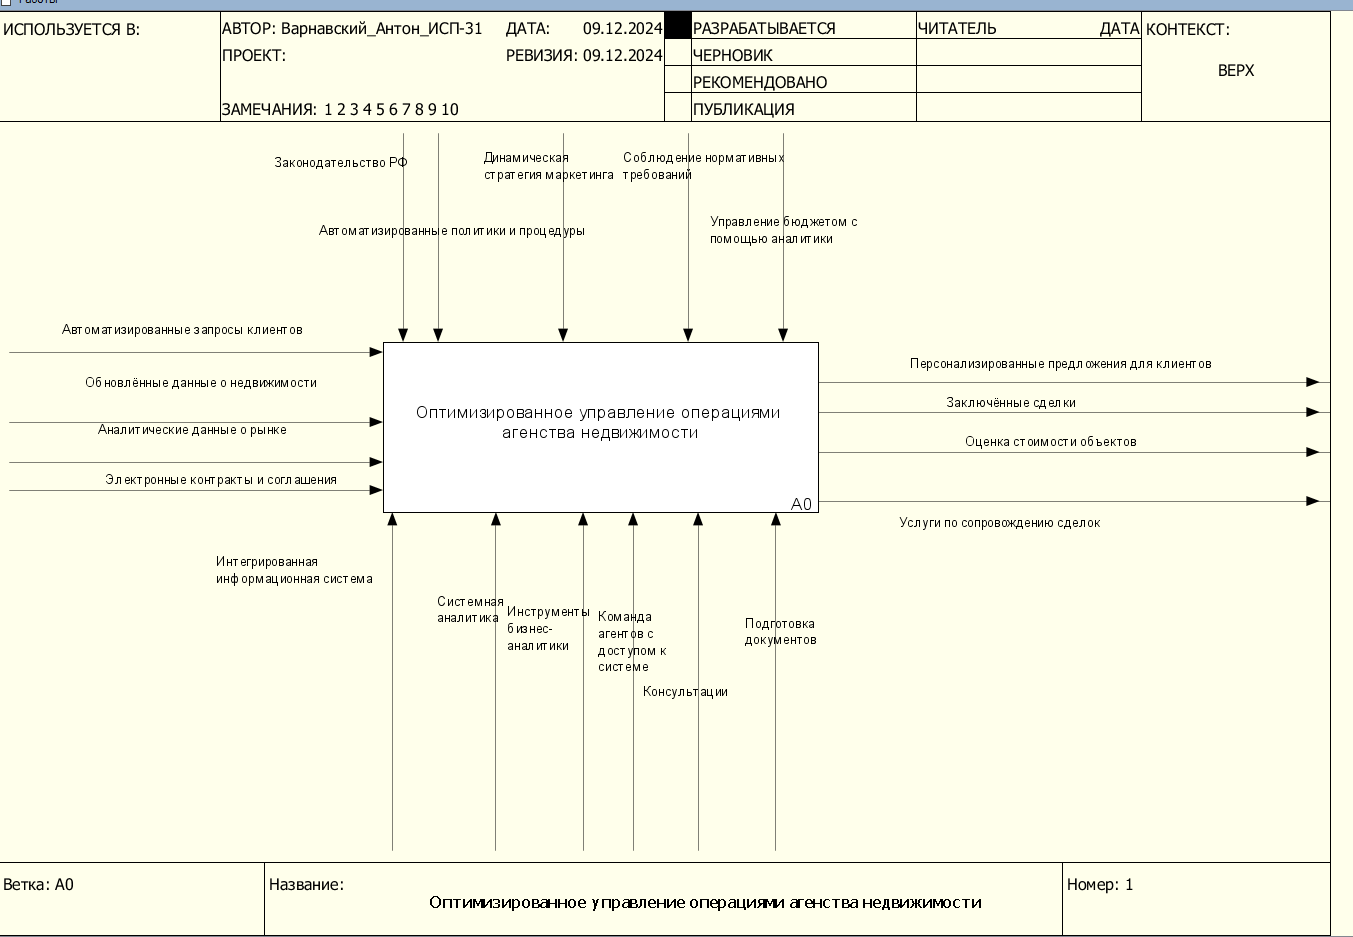 Работы
ИСПОЛЬЗУЕТСЯ В:
АВТОР: Варнавский_Антон_ИСП-31
ДАТА: 09.12.2024
РАЗРАБАТЫВАЕТСЯ
ЧИТАТЕЛЬ
ДАТА
КОНТЕКСТ:
ПРОЕКТ:
РЕВИЗИЯ: 09.12.2024
ЧЕРНОВИК
ВЕРХ
РЕКОМЕНДОВАНО
ЗАМЕЧАНИЯ: 1 2 3 4 5 6 7 8 9 10
ПУБЛИКАЦИЯ
Законодательство РФ
Динамическая
стратегия маркетинга
Соблюдение нормативных
требований
Автоматизированные политики и процедуры
Управление бюджетом с
помощью аналитики
Автоматизированные запросы клиентов
Обновлённые данные о недвижимости
Аналитические данные о рынке
Электронные контракты и соглашения
Оптимизированное управление операциями
агенства недвижимости
A0
Персонализированные предложения для клиентов
Заключённые сделки
Оценка стоимости объектов
Услуги по сопровождению сделок
Интегрированная
информационная система
Системная
аналитика
Инструменты
бизнес-
аналитики
Команда
агентов с
доступом к
системе
Консультации
Подготовка
документов
Ветка: A0
Название:
Оптимизированное управление операциями агенства недвижимости
Номер: 1